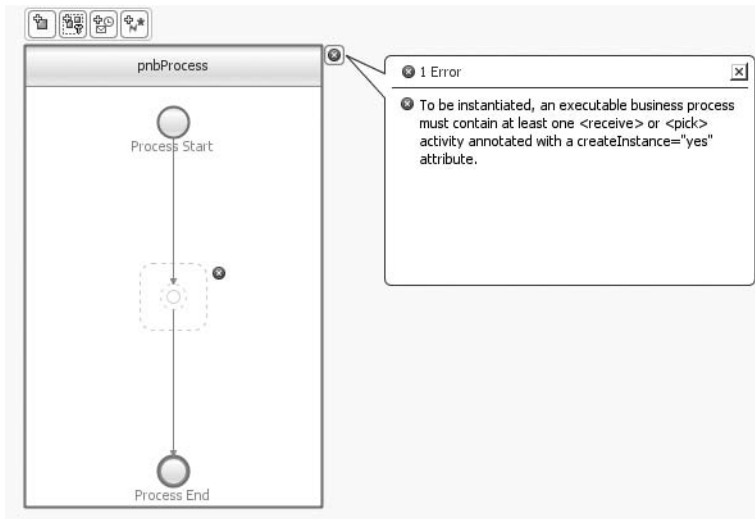 pnbProcess
Process Start
Process End
1 Error
To be instantiated, an executable business process
must contain at least one <receive> or <pick>
activity annotated with a createInstance="yes"
attribute.